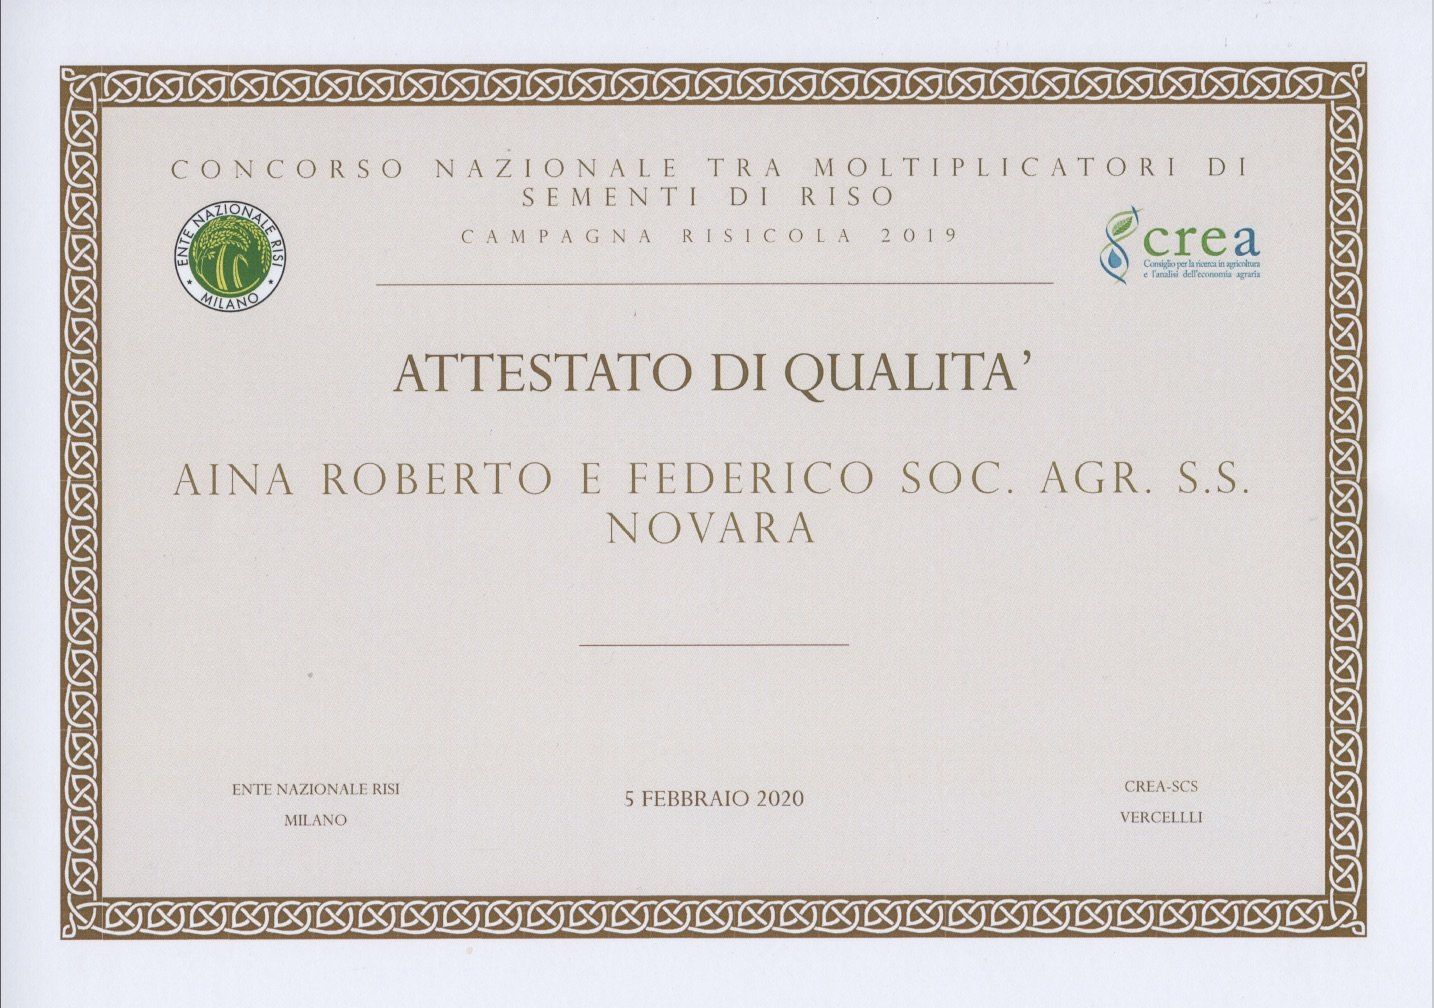 CONCORSO NAZIONALE TRA MOLTIPLICATORI DI
SEMENTI DI RISO
CAMPAGNA RISICOLA 2019
ENTE NAZIONALE RISI
MILANO
crea
Consiglio per la ricerca in agricoltura
e l'analisi dell'economia agraria
ATTESTATO DI QUALITA'
AINA ROBERTO E FEDERICO SOC. AGR. S.S.
NOVARA
ENTE NAZIONALE RISI
MILANO
5 FEBBRAIO 2020
CREA-SCS
VERCELLLI